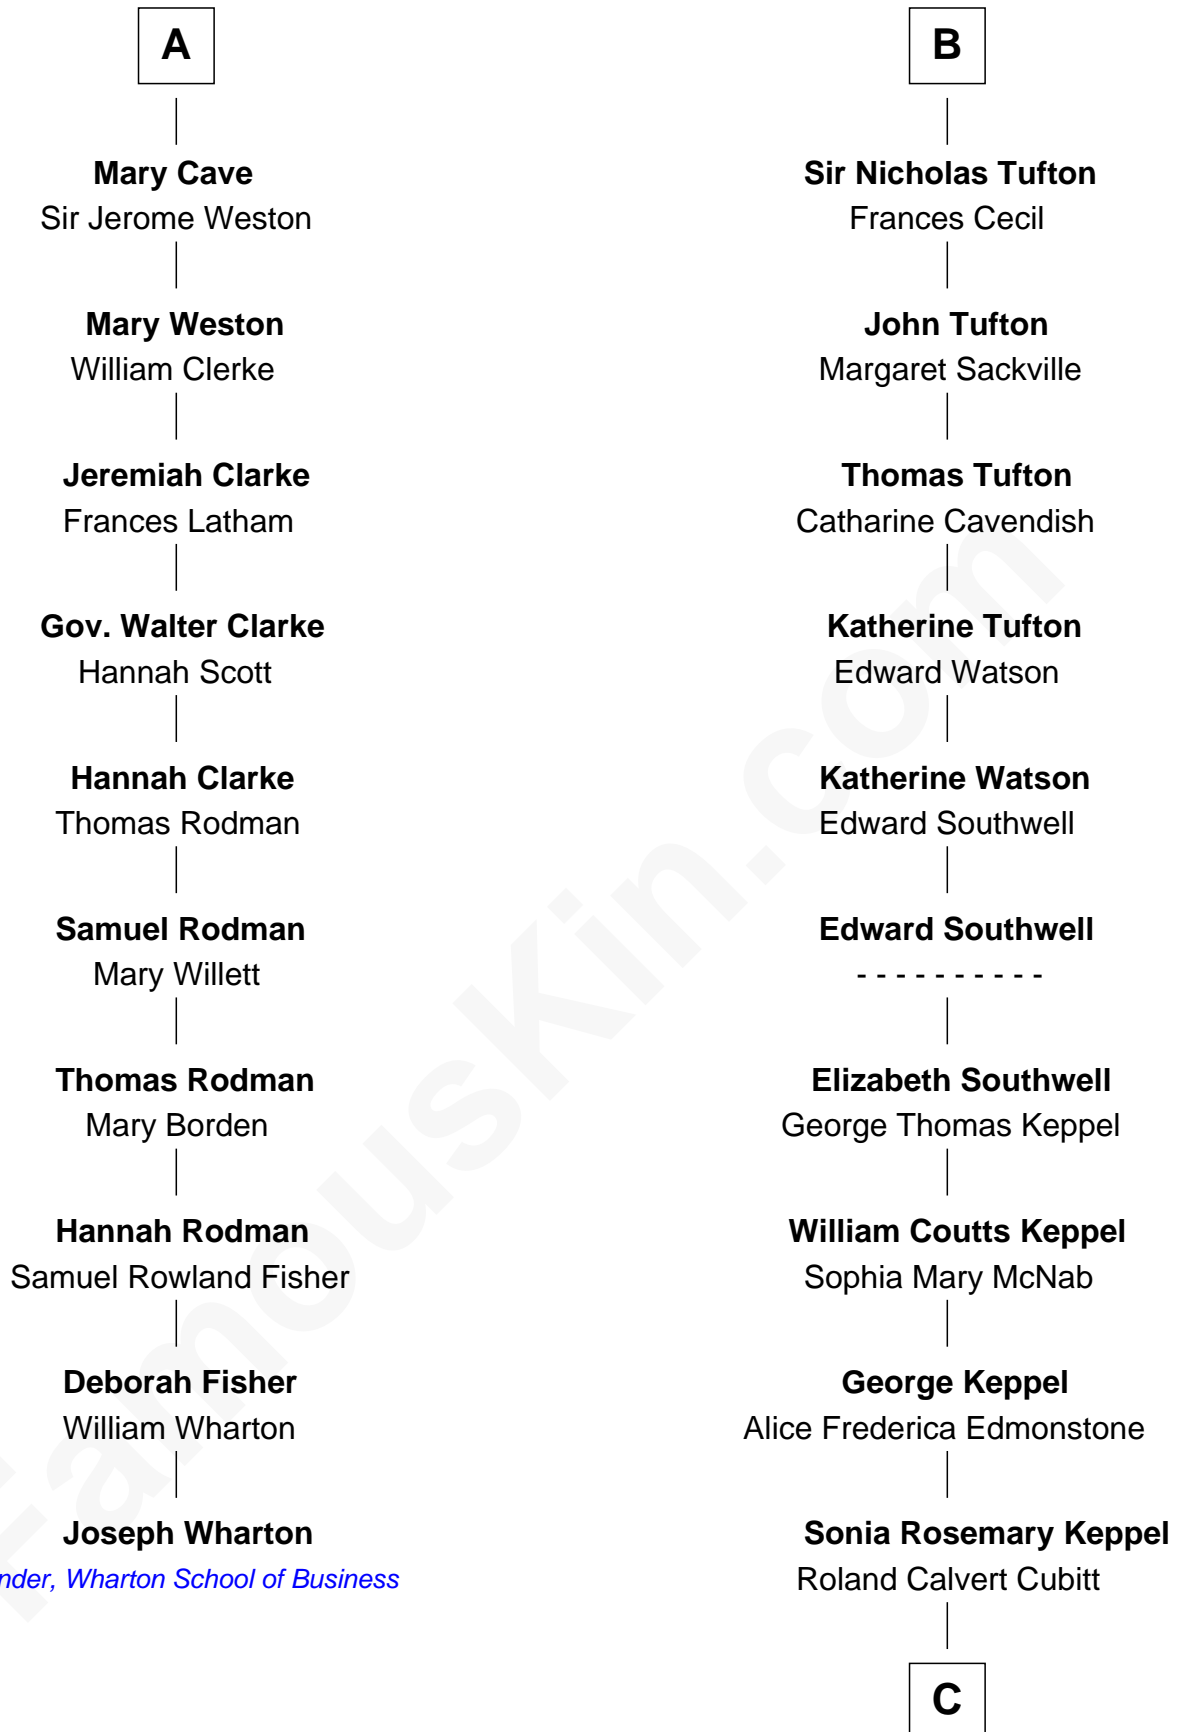 A
Mary Cave
Sir Jerome Weston
Mary Weston
William Clerke
Jeremiah Clarke
Frances Latham
Gov. Walter Clarke
Hannah Scott
Hannah Clarke
Thomas Rodman
Samuel Rodman
Mary Willett
Thomas Rodman
Mary Borden
Hannah Rodman
Samuel Rowland Fisher
Deborah Fisher
William Wharton
Joseph Wharton
nder, Wharton School of Business
B
Sir Nicholas Tufton
Frances Cecil
John Tufton
Margaret Sackville
Thomas Tufton
Catharine Cavendish
Katherine Tufton
Edward Watson
Katherine Watson
Edward Southwell
Edward Southwell
- - - - - - - - - -
Elizabeth Southwell
George Thomas Keppel
William Coutts Keppel
Sophia Mary McNab
George Keppel
Alice Frederica Edmonstone
Sonia Rosemary Keppel
Roland Calvert Cubitt
C
FamousKin.com